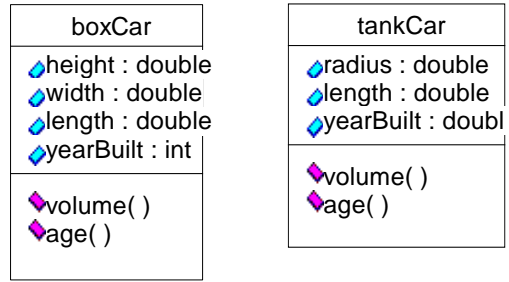 boxCar
height : double
width : double
length : double
yearBuilt : int
volume( )
age( )
tankCar
radius : double
length : double
yearBuilt : doubl
volume( )
age( )